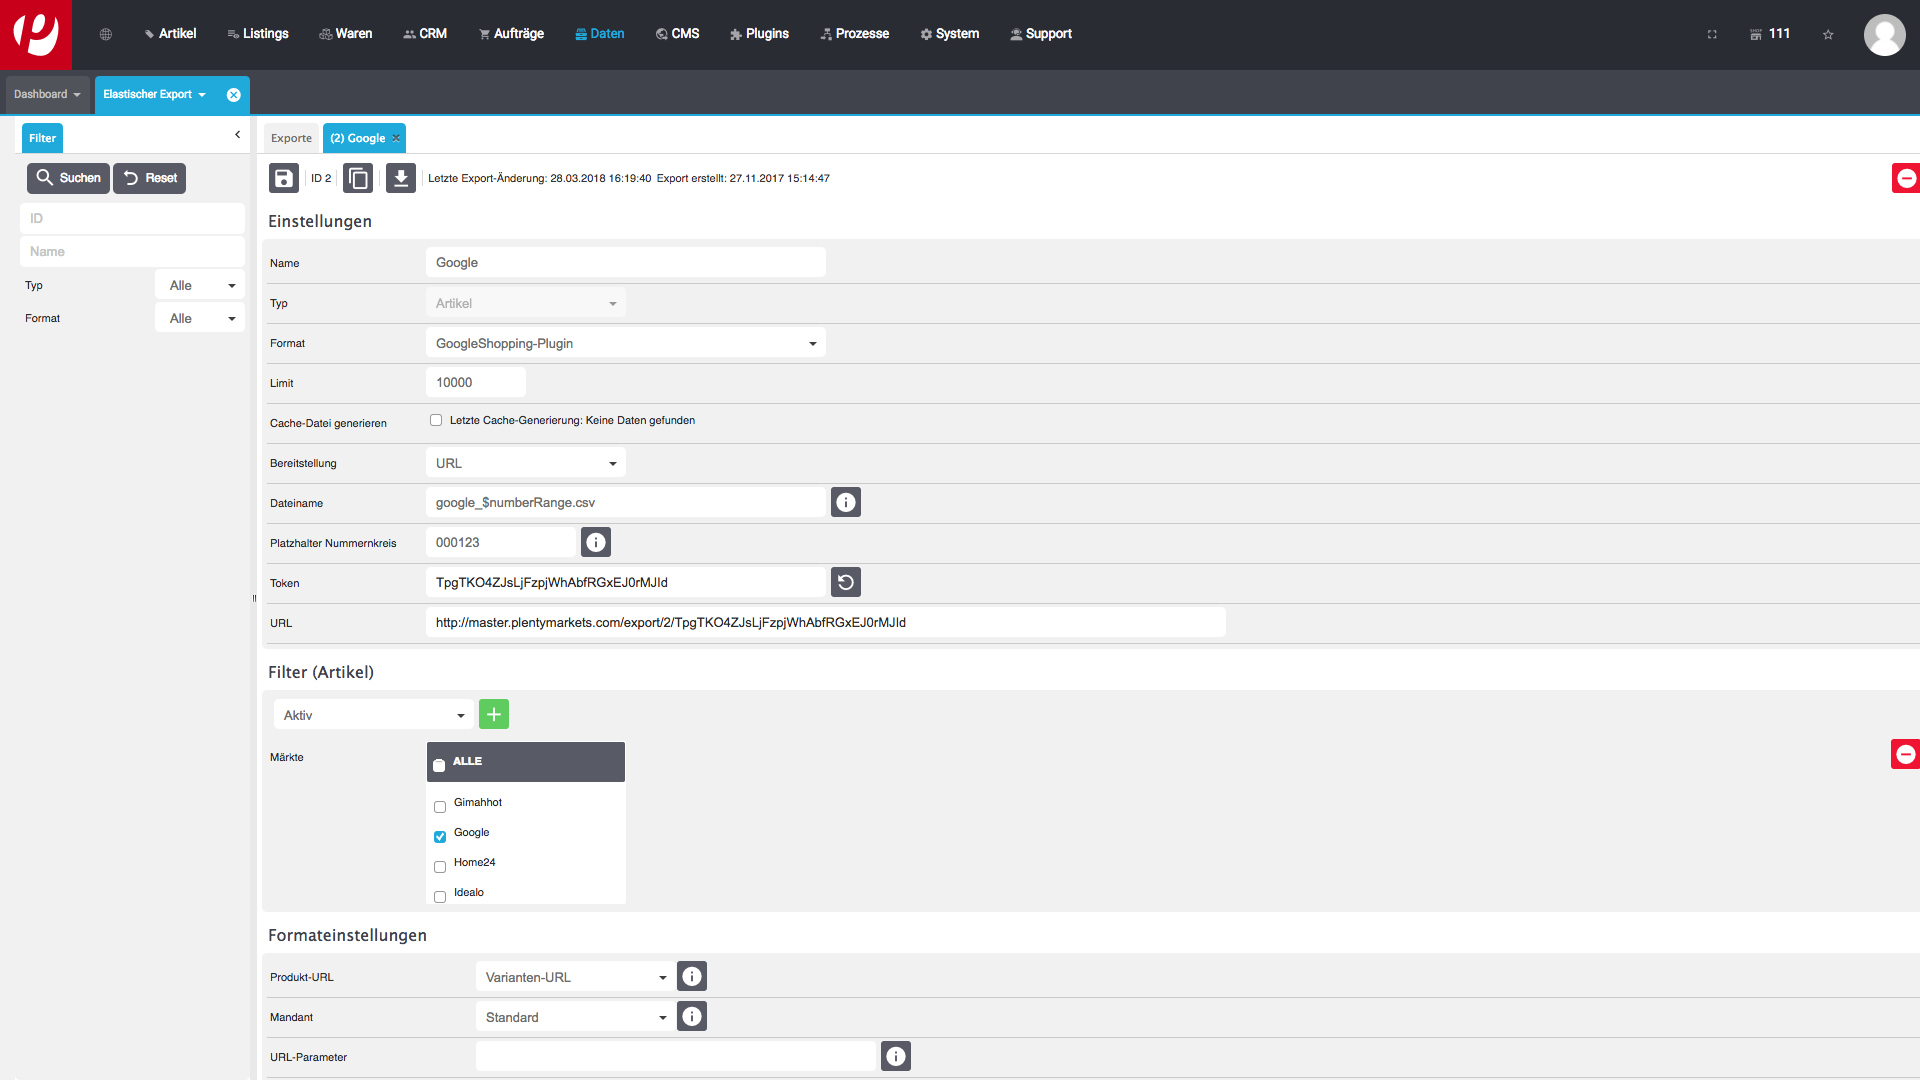 Artikel Listings Waren CRM Aufträge Daten CMS Plugins Prozesse System Support 111
Dashboard Elastischer Export
Filter
Suchen Reset
ID
Name
Typ Alle
Format Alle
Exporte (2) Google
ID 2 Letzte Export-Änderung: 28.03.2018 16:19:40 Export erstellt: 27.11.2017 15:14:47
Einstellungen
Name Google
Typ Artikel
Format GoogleShopping-Plugin
Limit 10000
Cache-Datei generieren Letzte Cache-Generierung: Keine Daten gefunden
Bereitstellung URL
Dateiname google_$numberRange.csv
Platzhalter Nummernkreis 000123
Token TpgTKO4ZJsLjFzpjWhAbfRGxEJ0rMJId
URL http://master.plentymarkets.com/export/2/TpgTKO4ZJsLjFzpjWhAbfRGxEJ0rMJId
Filter (Artikel)
Aktiv
Märkte ALLE
Gimahhot
Google
Home24
Idealo
Formateinstellungen
Produkt-URL Varianten-URL
Mandant Standard
URL-Parameter